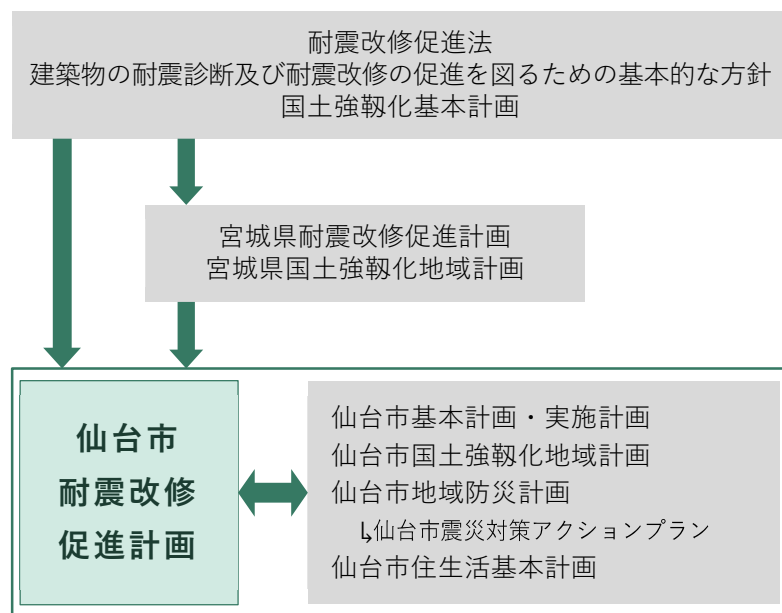 耐震改修促進法
建築物の耐震診断及び耐震改修の促進を図るための基本的な方針
国土強靱化基本計画
宮城県耐震改修促進計画
宮城県国土強靱化地域計画
仙台市
耐震改修
促進計画
仙台市基本計画・実施計画
仙台市国土強靱化地域計画
仙台市地域防災計画
↳仙台市震災対策アクションプラン
仙台市住生活基本計画